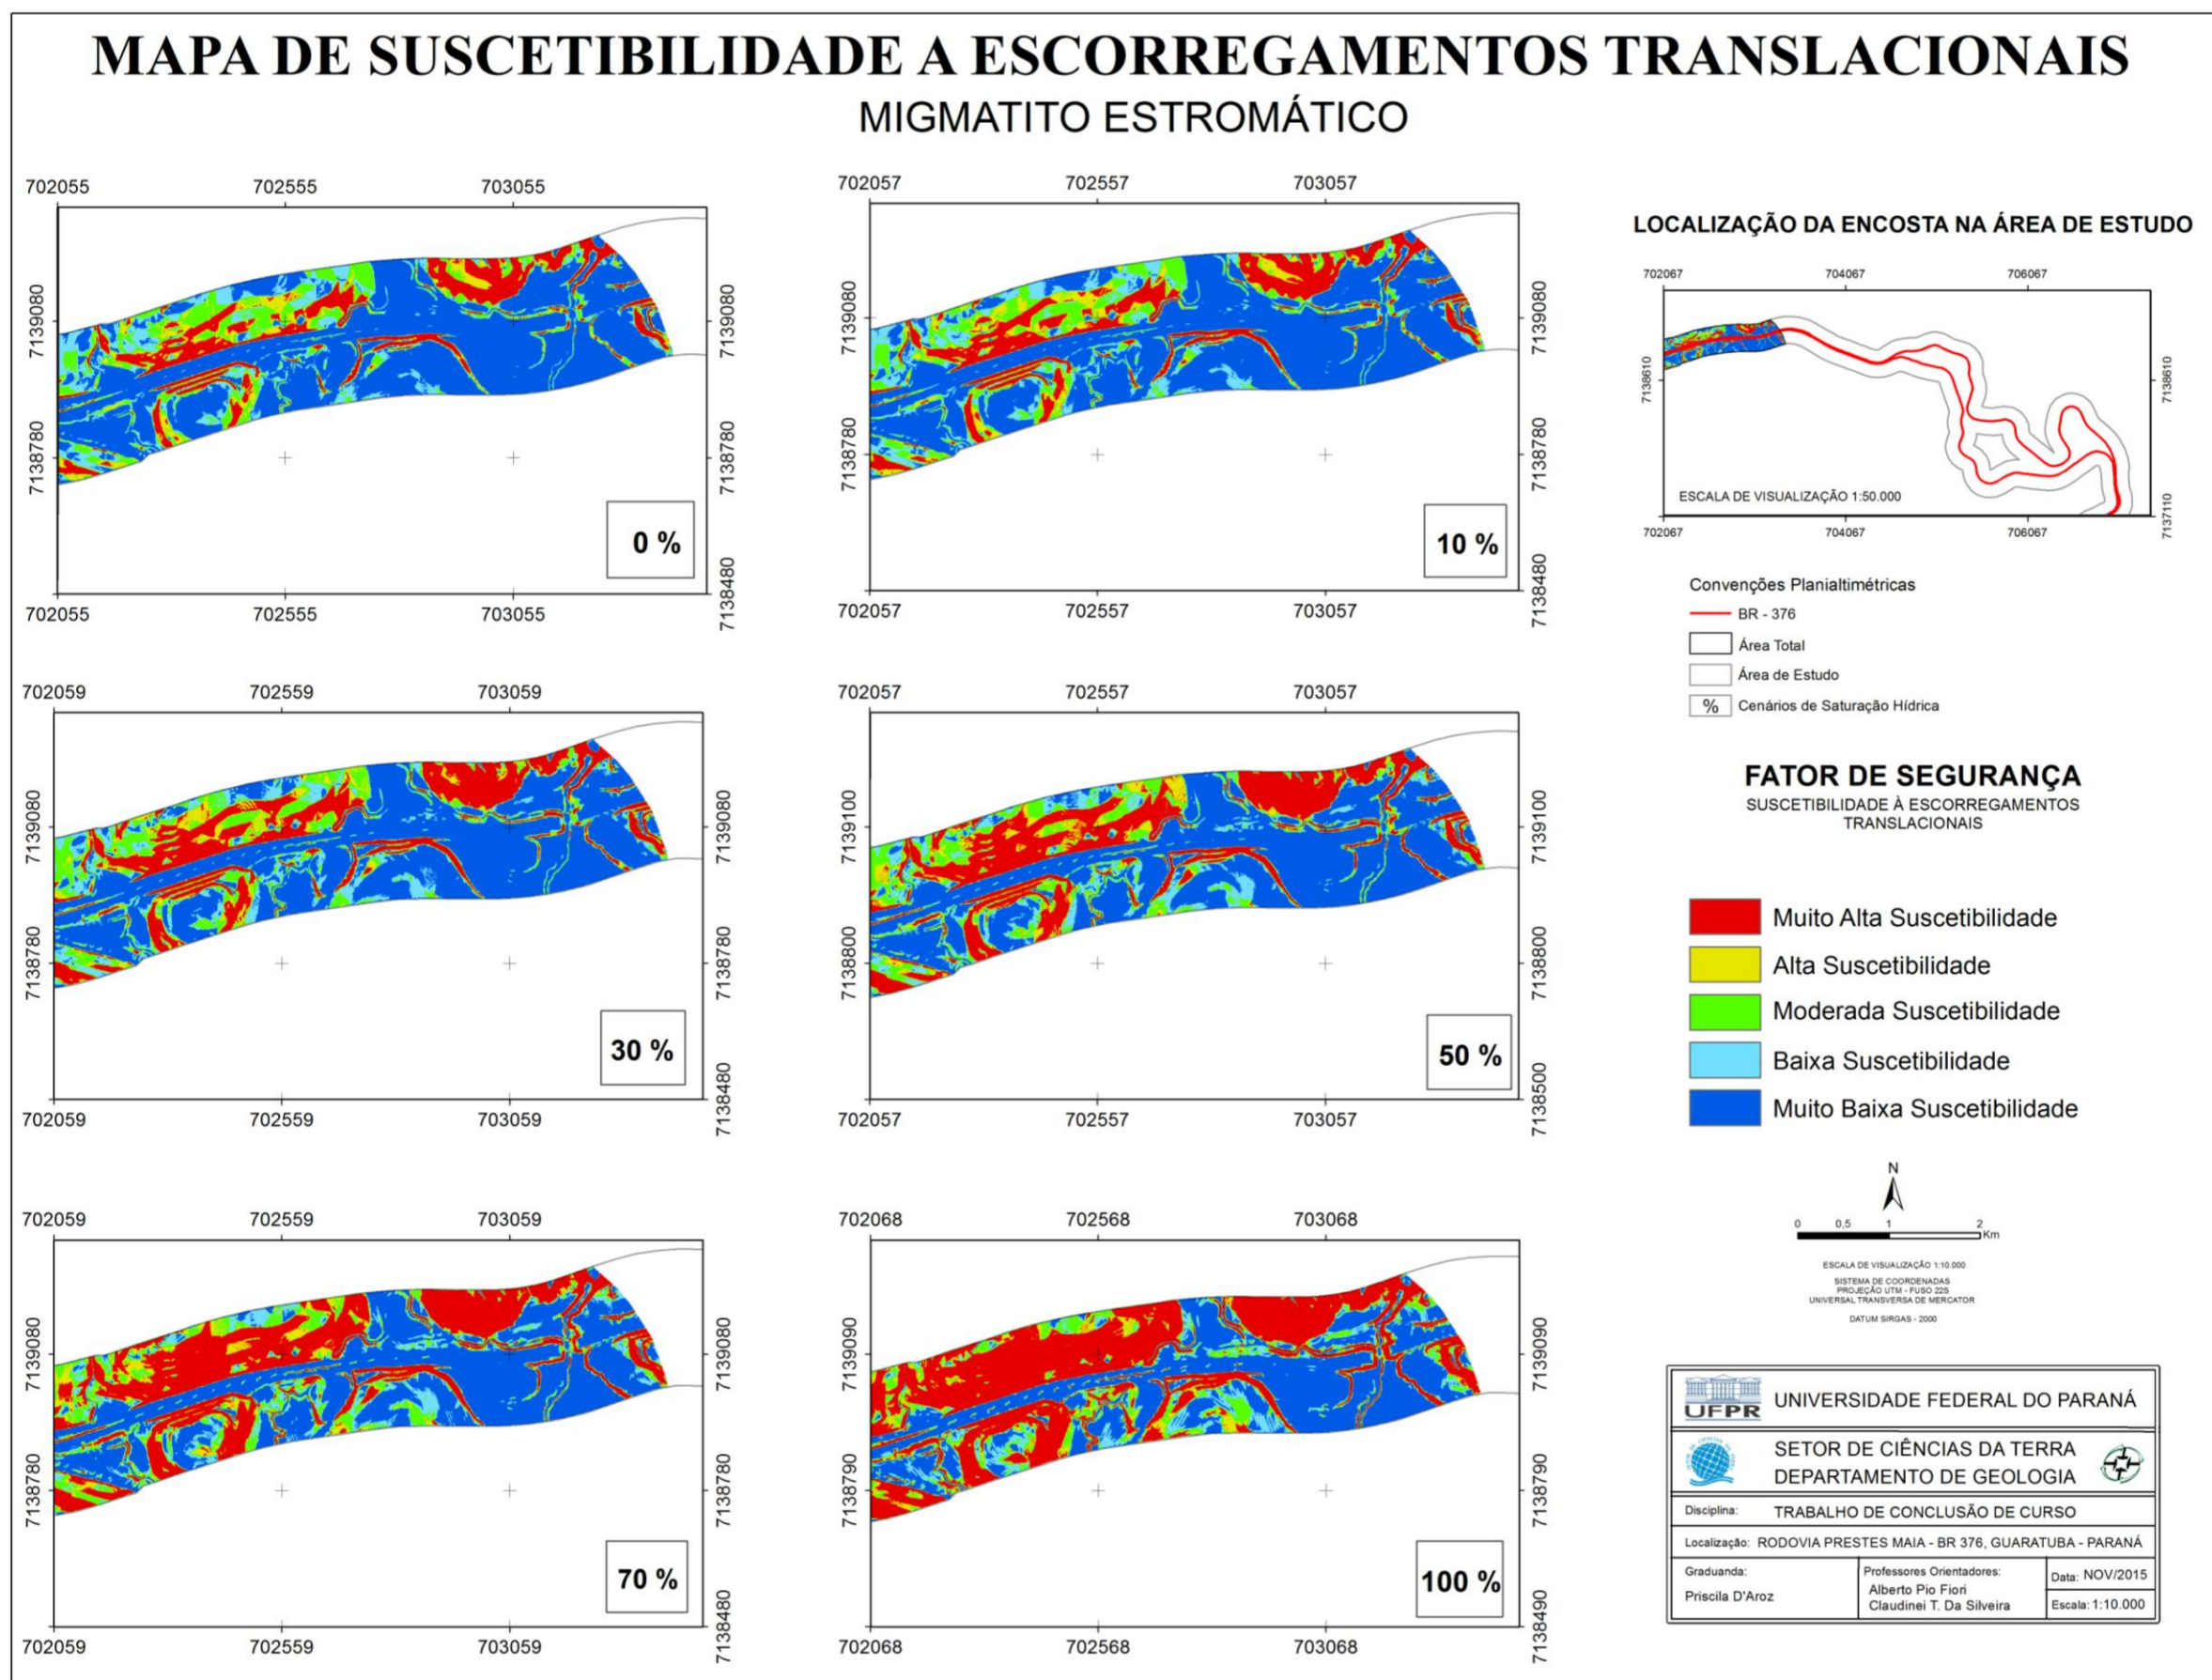 MAPA DE SUSCETIBILIDADE A ESCORREGAMENTOS TRANSLACIONAIS
MIGMATITO ESTROMÁTICO
702055 702555 703055
7139080 7139080
7138780 7138780
7138480
0 %
702055 702555 703055
702057 702557 703057
7139080 7139080
7138780 7138780
7138480
10 %
702057 702557 703057
702059 702559 703059
7139080 7139080
7138780 7138780
7138480
30 %
702059 702559 703059
702057 702557 703057
7139100 7139100
7138800 7138800
7138500
50 %
702057 702557 703057
702059 702559 703059
7139080 7139080
7138780 7138780
7138480
70 %
702059 702559 703059
702068 702568 703068
7139090 7139090
7138790 7138790
7138490
100 %
702068 702568 703068
LOCALIZAÇÃO DA ENCOSTA NA ÁREA DE ESTUDO
702067 704067 706067
7138610 7138610
7137110
ESCALA DE VISUALIZAÇÃO 1:50.000
702067 704067 706067
Convenções Planialtimétricas
BR - 376
Área Total
Área de Estudo
% Cenários de Saturação Hídrica
FATOR DE SEGURANÇA
SUSCETIBILIDADE À ESCORREGAMENTOS
TRANSLACIONAIS
Muito Alta Suscetibilidade
Alta Suscetibilidade
Moderada Suscetibilidade
Baixa Suscetibilidade
Muito Baixa Suscetibilidade
N
0 0,5 1 2
Km
ESCALA DE VISUALIZAÇÃO 1:10.000
SISTEMA DE COORDENADAS
PROJEÇÃO UTM - FUSO 22S
UNIVERSAL TRANSVERSA DE MERCATOR
DATUM SIRGAS - 2000
UFPR
UNIVERSIDADE FEDERAL DO PARANÁ
SETOR DE CIÊNCIAS DA TERRA
DEPARTAMENTO DE GEOLOGIA
Disciplina: TRABALHO DE CONCLUSÃO DE CURSO
Localização: RODOVIA PRESTES MAIA - BR 376, GUARATUBA - PARANÁ
Graduanda:
Priscila D'Aroz
Professores Orientadores:
Alberto Pio Fiori
Claudinei T. Da Silveira
Data: NOV/2015
Escala: 1:10.000